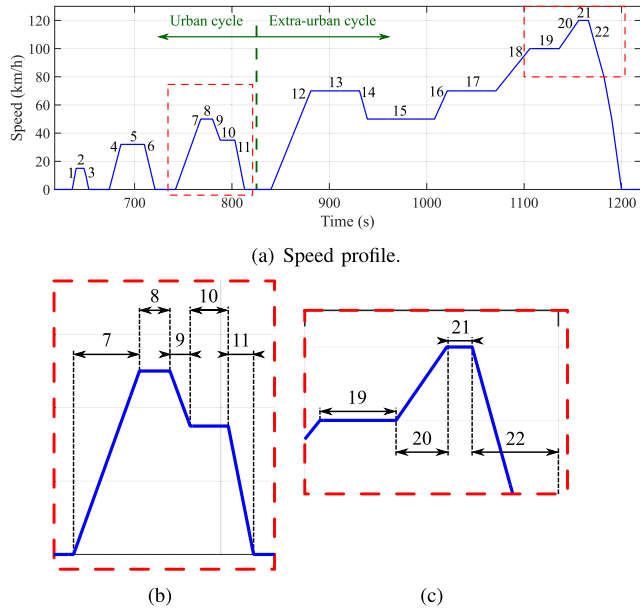 Urban cycle Extra-urban cycle
Speed (km/h)
120
100
80
60
40
20
0
1 2 3 4 5 6 7 8 9 10 11 12 13 14 15 16 17 18 19 20 21 22
700 800 900 1000 1100 1200
Time (s)
(a) Speed profile.
8 10
7 9 11
21
19
20 22
(b) (c)